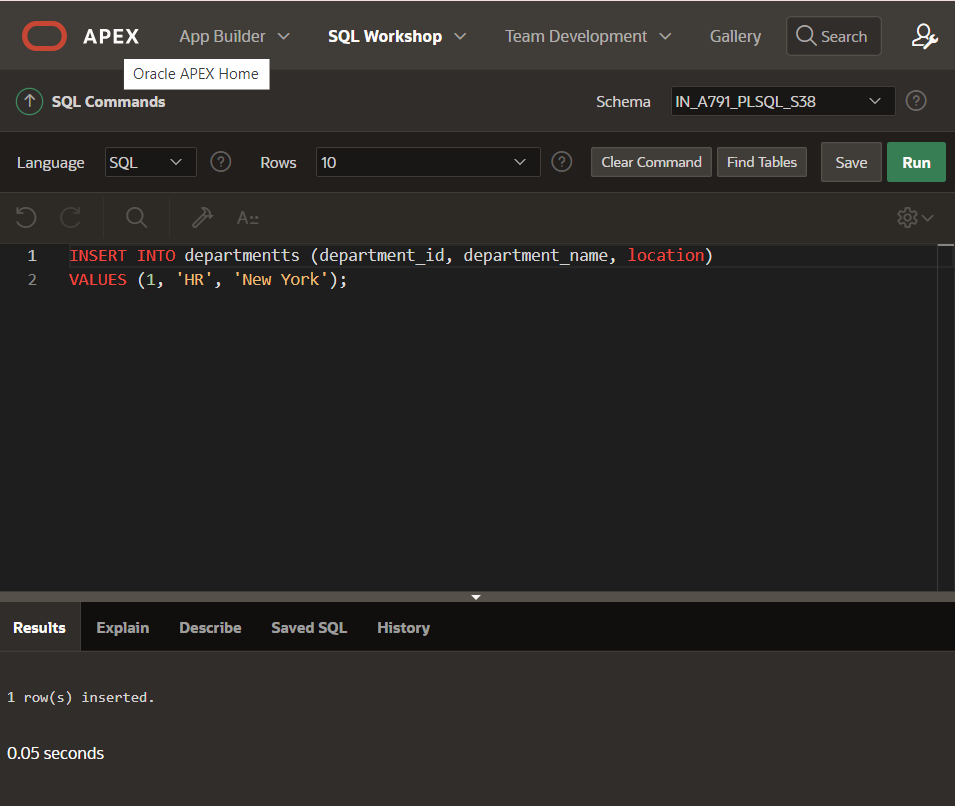 APEX App Builder SQL Workshop Team Development Gallery Search
Oracle APEX Home
SQL Commands Schema IN_A791_PLSQL_S38 ?
Language SQL ? Rows 10 ? Clear Command Find Tables Save Run
A::
1 INSERT INTO departmentts (department_id, department_name, location)
2 VALUES (1, 'HR', 'New York');
Results Explain Describe Saved SQL History
1 row(s) inserted.
0.05 seconds